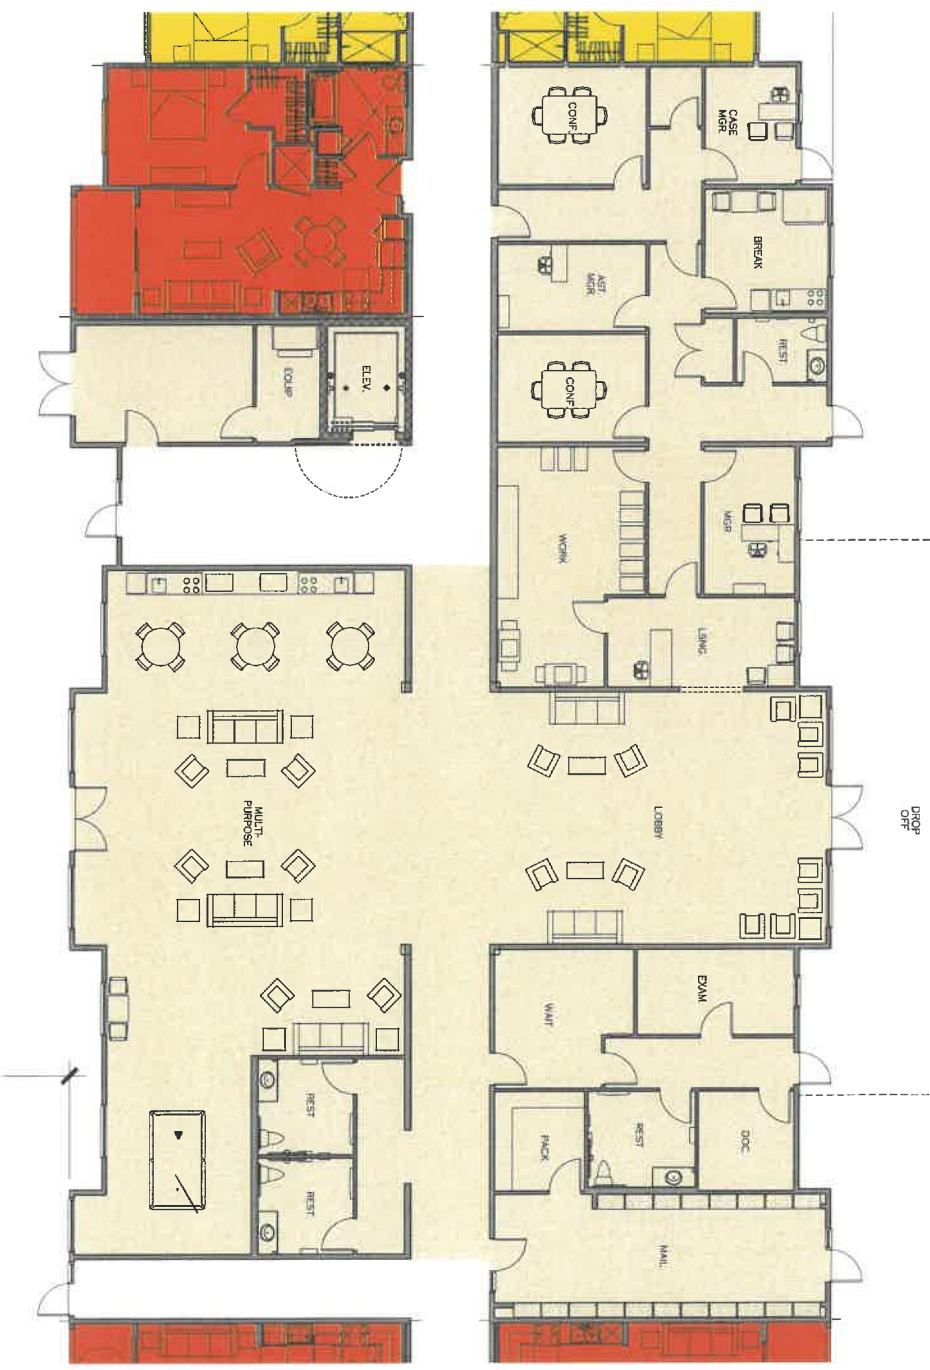 CONF.
CASE
MGR.
BREAK
AST.
MGR.
REST.
EQUIP
ELEV.
CONF.
MGR
WORK
LSNG.
DROP
OFF
MULTI-
PURPOSE
LOBBY
EXAM
WAIT
REST
REST
DOC.
PACK
REST.
MAIL